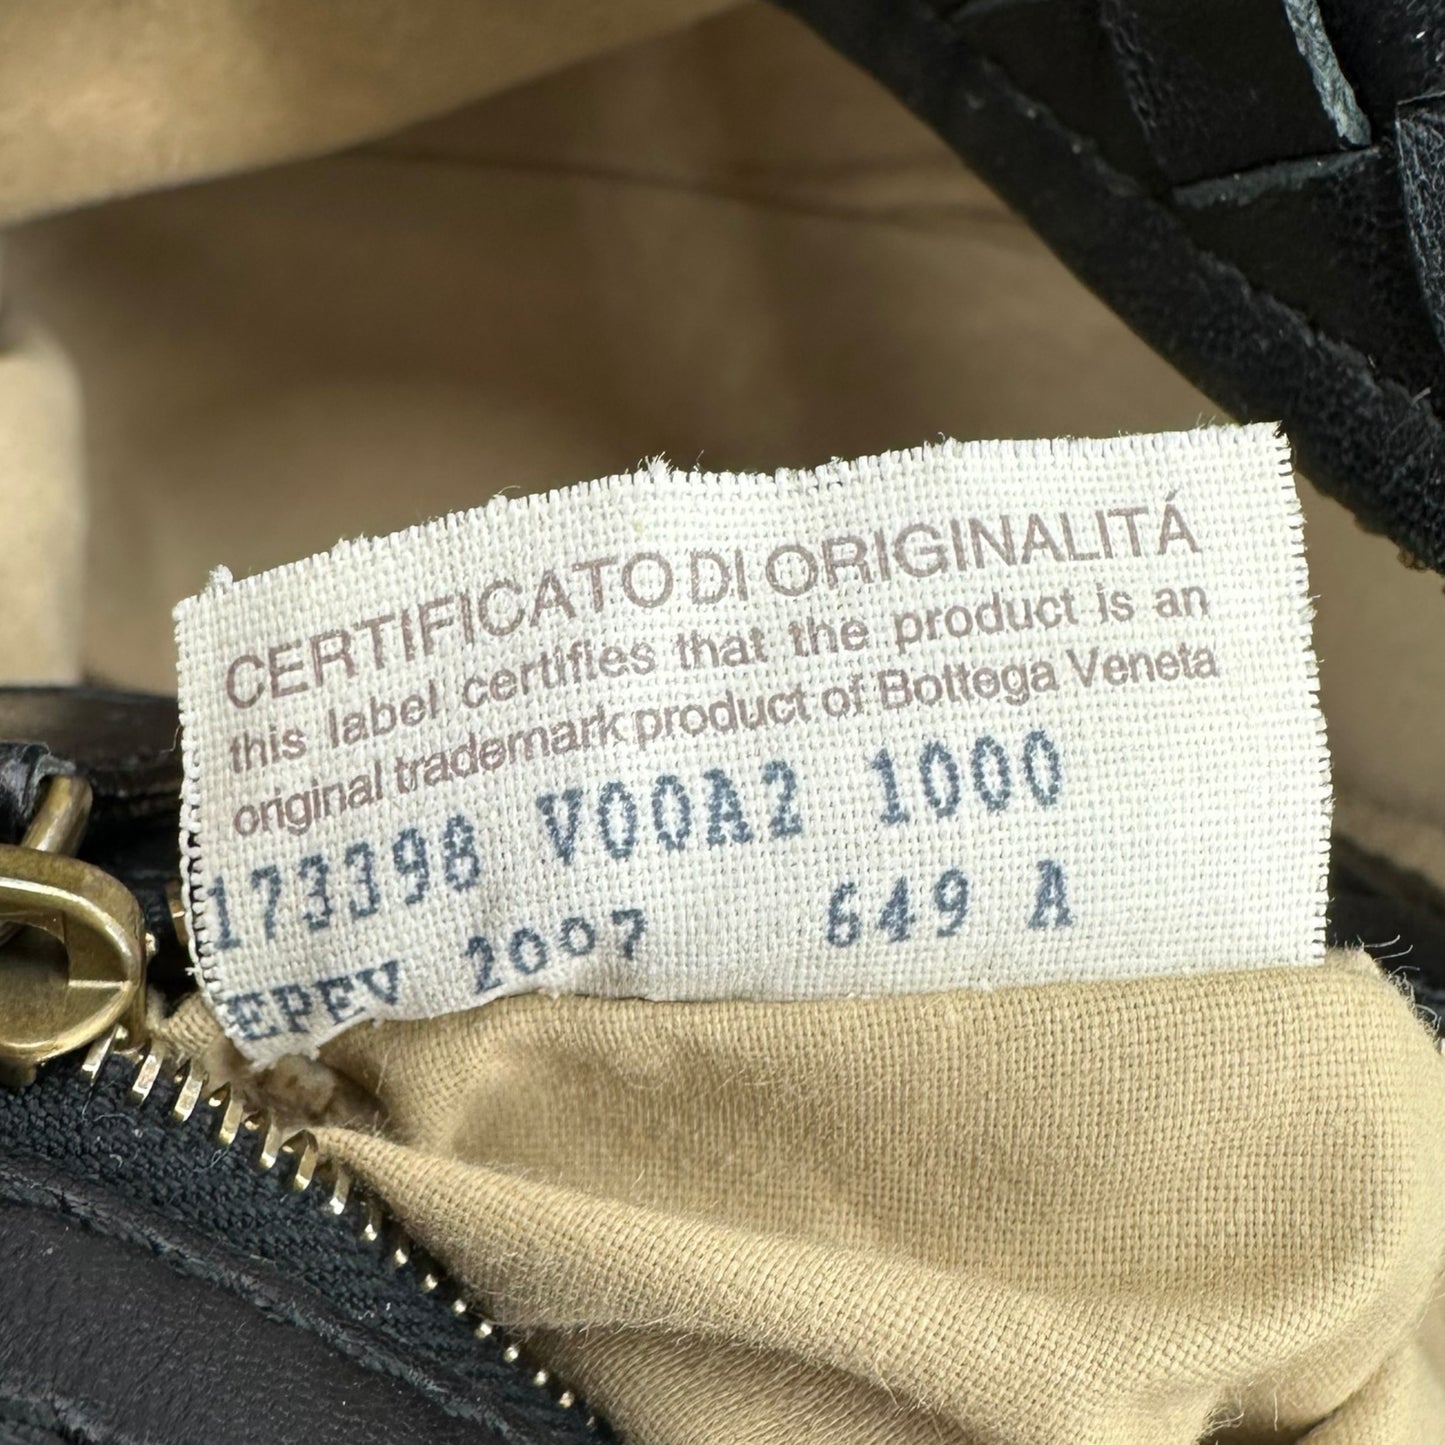 CERTIFICATO DI ORIGINALITÁ
this label certifies that the product is an
original trademark product of Bottega Veneta
173398 V00A2 1000
EPEV 2007 649 A